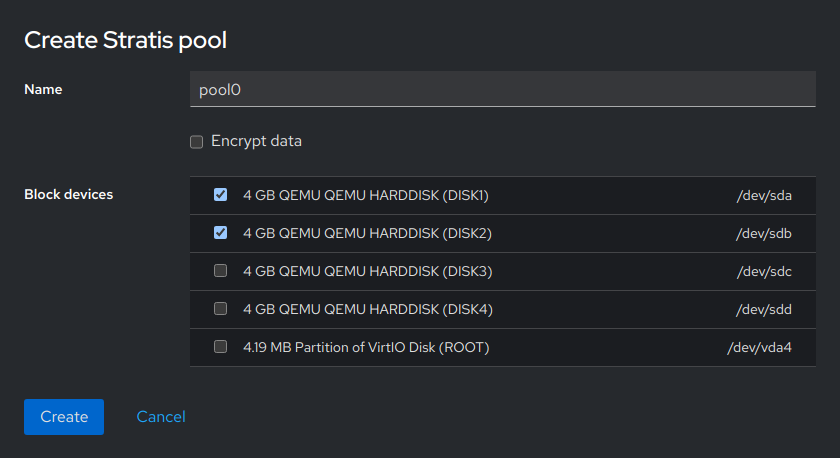 Create Stratis pool
Name pool0
Encrypt data
Block devices 4 GB QEMU QEMU HARDDISK (DISK1) /dev/sda
4 GB QEMU QEMU HARDDISK (DISK2) /dev/sdb
4 GB QEMU QEMU HARDDISK (DISK3) /dev/sdc
4 GB QEMU QEMU HARDDISK (DISK4) /dev/sdd
4.19 MB Partition of VirtIO Disk (ROOT) /dev/vda4
Create Cancel